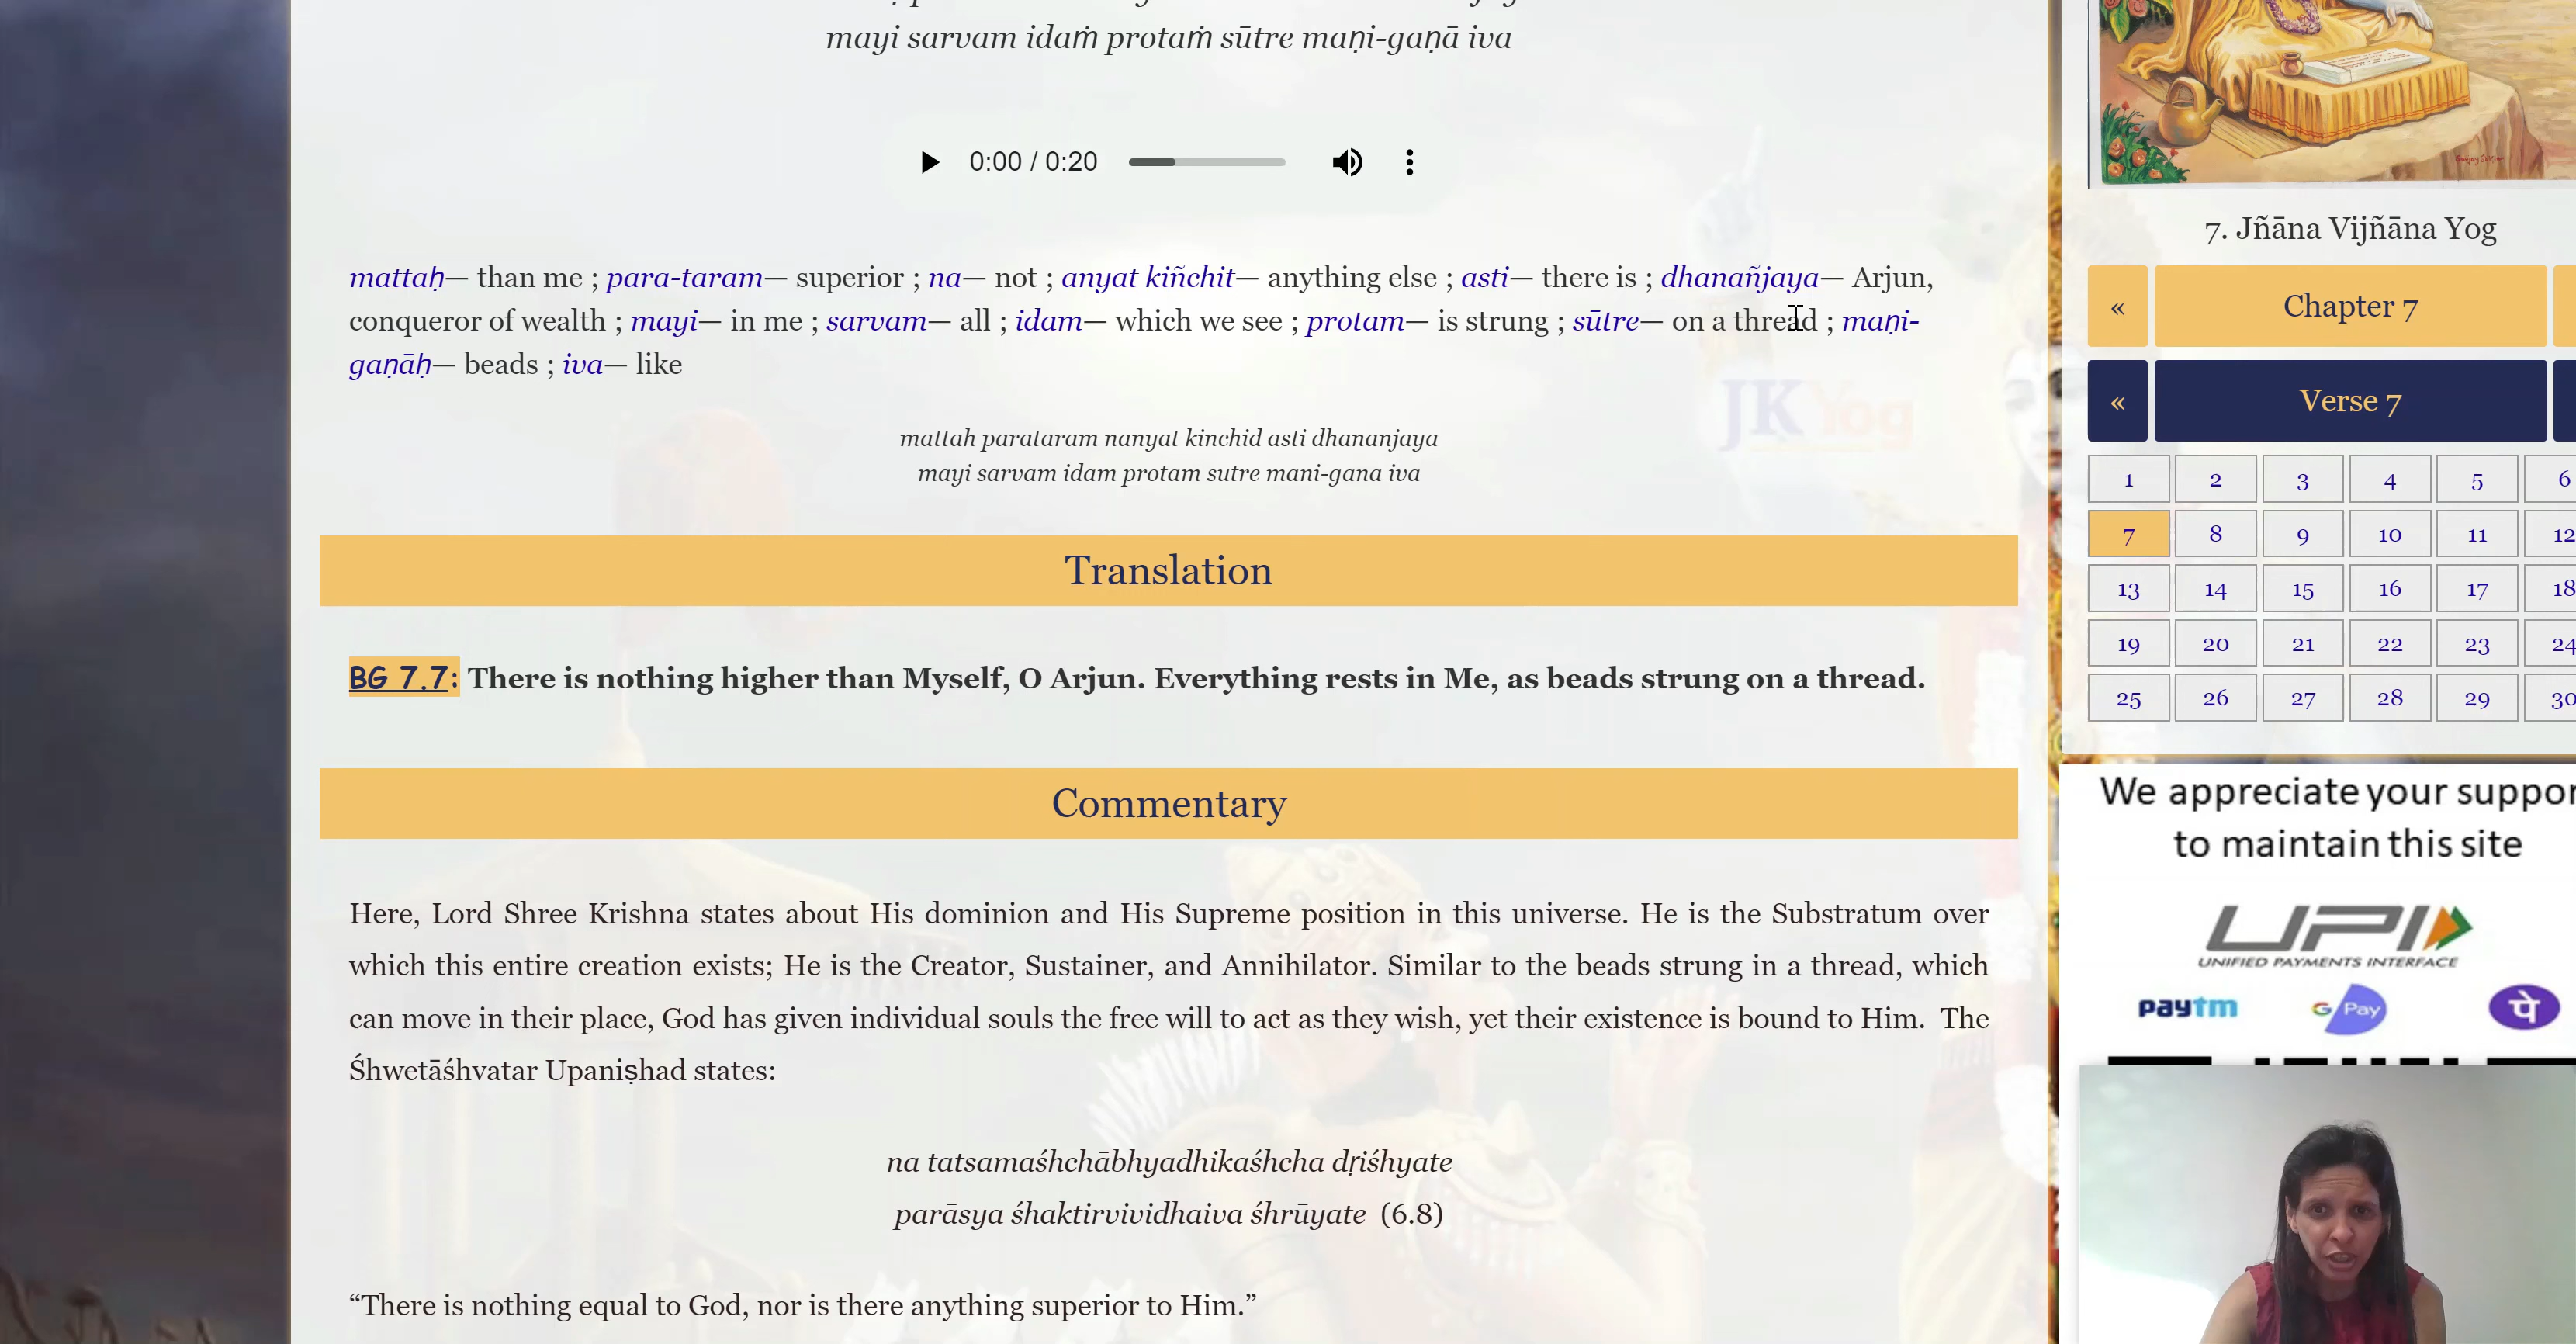 mayi sarvam idaṁ protaṁ sūtre maṇi-gaṇā iva
0:00 / 0:20
mattaḥ— than me ; para-taram— superior ; na— not ; anyat kiñchit— anything else ; asti— there is ; dhanañjaya— Arjun,
conqueror of wealth ; mayi— in me ; sarvam— all ; idam— which we see ; protam— is strung ; sūtre— on a thread ; maṇi-
gaṇāḥ— beads ; iva— like
JKYog
mattah parataram nanyat kinchid asti dhananjaya
mayi sarvam idam protam sutre mani-gana iva
Translation
BG 7.7: There is nothing higher than Myself, O Arjun. Everything rests in Me, as beads strung on a thread.
Commentary
Here, Lord Shree Krishna states about His dominion and His Supreme position in this universe. He is the Substratum over
which this entire creation exists; He is the Creator, Sustainer, and Annihilator. Similar to the beads strung in a thread, which
can move in their place, God has given individual souls the free will to act as they wish, yet their existence is bound to Him. The
Śhwetāśhvatar Upaniṣhad states:
na tatsamaśhchābhyadhikaśhcha dṛiśhyate
parāsya śhaktirvividhaiva śhrūyate (6.8)
“There is nothing equal to God, nor is there anything superior to Him.”
7. Jñāna Vijñāna Yog
« Chapter 7
« Verse 7
1 2 3 4 5 6
7 8 9 10 11 12
13 14 15 16 17 18
19 20 21 22 23 24
25 26 27 28 29 30
We appreciate your suppor
to maintain this site
UPI
UNIFIED PAYMENTS INTERFACE
paytm G Pay पे